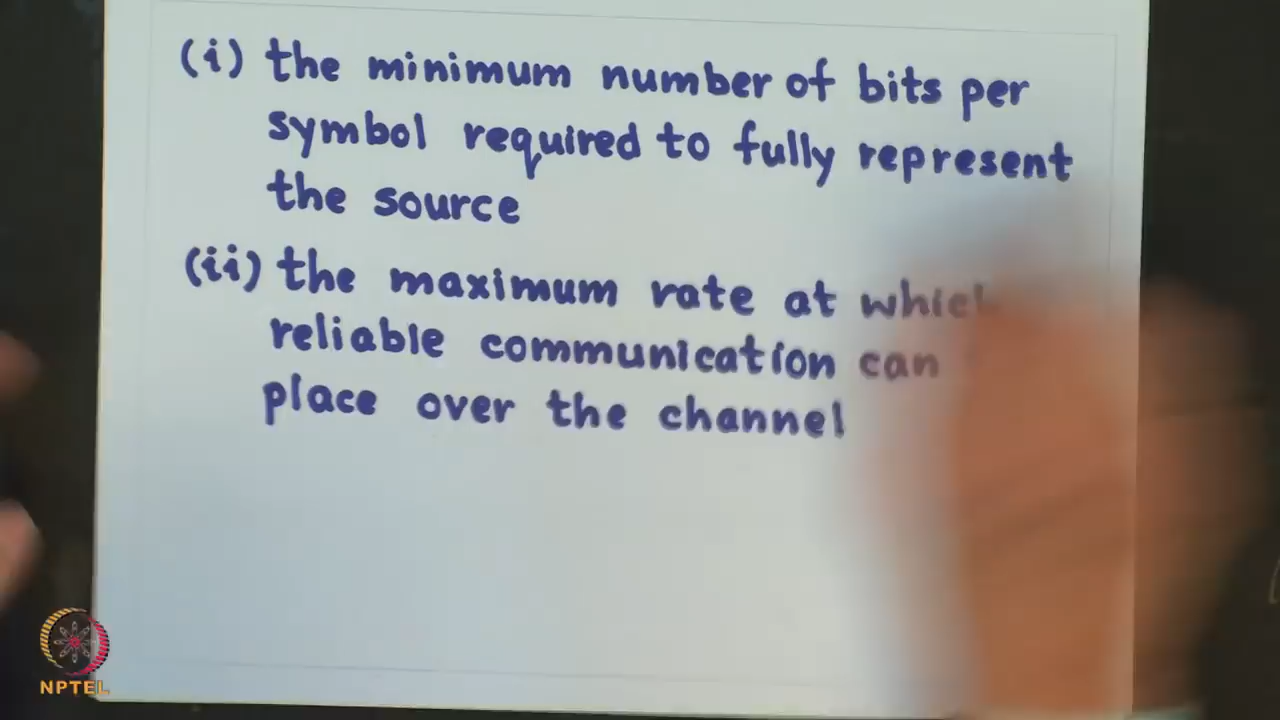 (i) the minimum number of bits per
symbol required to fully represent
the source
(ii) the maximum rate at which
reliable communication can
place over the channel
NPTEL